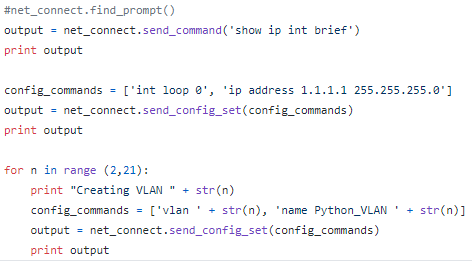 #net_connect.find_prompt()
output = net_connect.send_command('show ip int brief')
print output
config_commands = ['int loop 0', 'ip address 1.1.1.1 255.255.255.0']
output = net_connect.send_config_set(config_commands)
print output
for n in range (2,21):
    print "Creating VLAN " + str(n)
    config_commands = ['vlan ' + str(n), 'name Python_VLAN ' + str(n)]
    output = net_connect.send_config_set(config_commands)
    print output